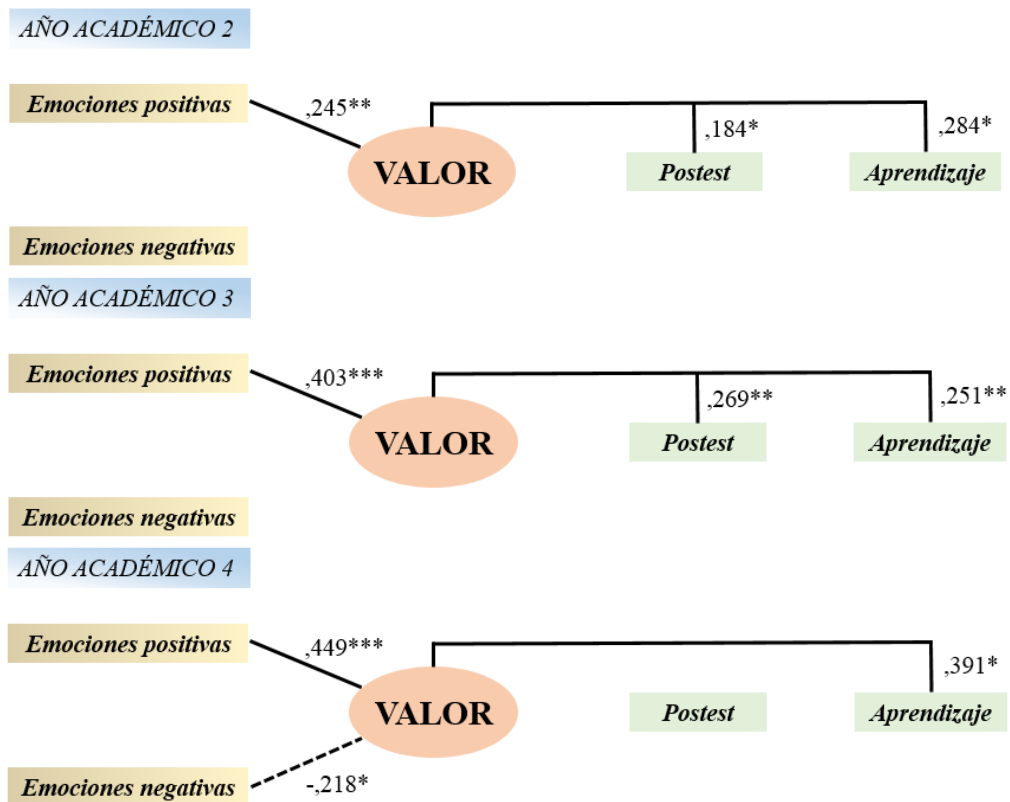 AÑO ACADÉMICO 2
Emociones positivas
,245**
VALOR
,184*
,284*
Postest
Aprendizaje
Emociones negativas
AÑO ACADÉMICO 3
Emociones positivas
,403***
VALOR
,269**
,251**
Postest
Aprendizaje
Emociones negativas
AÑO ACADÉMICO 4
Emociones positivas
,449***
VALOR
,391*
Postest
Aprendizaje
Emociones negativas
-,218*